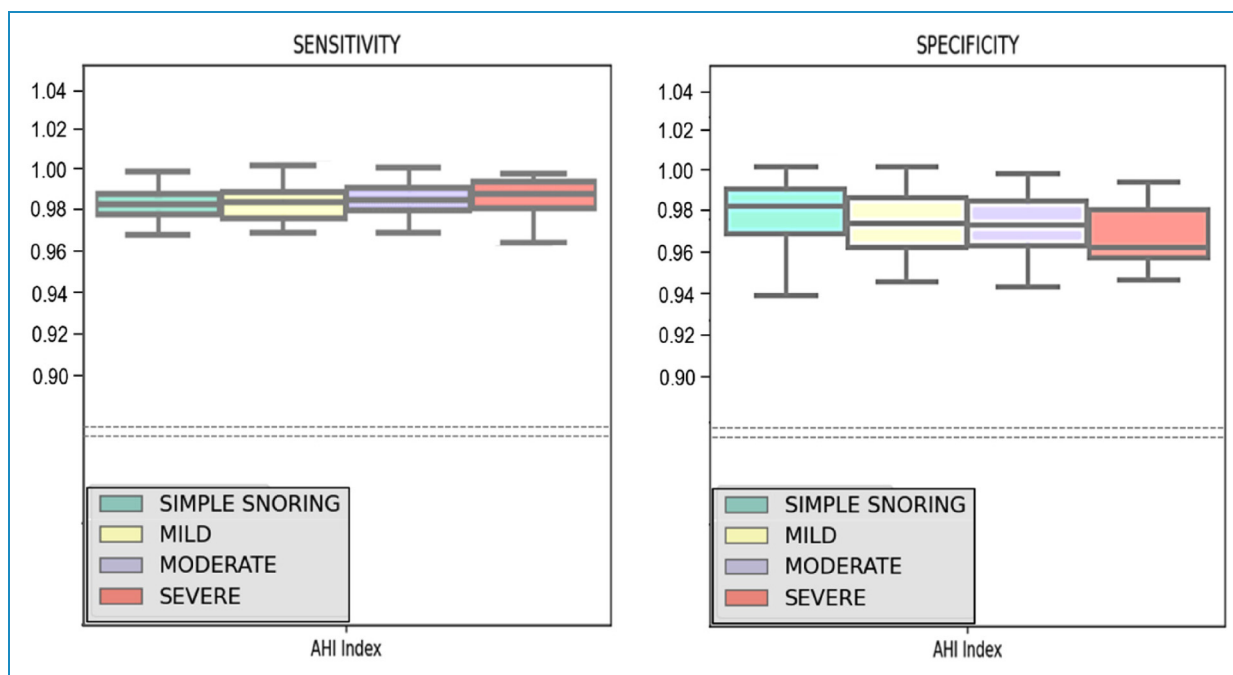 SENSITIVITY
1.04
1.02
1.00
0.98
0.96
0.94
0.92
0.90
SIMPLE SNORING
MILD
MODERATE
SEVERE
AHI Index
SPECIFICITY
1.04
1.02
1.00
0.98
0.96
0.94
0.92
0.90
SIMPLE SNORING
MILD
MODERATE
SEVERE
AHI Index